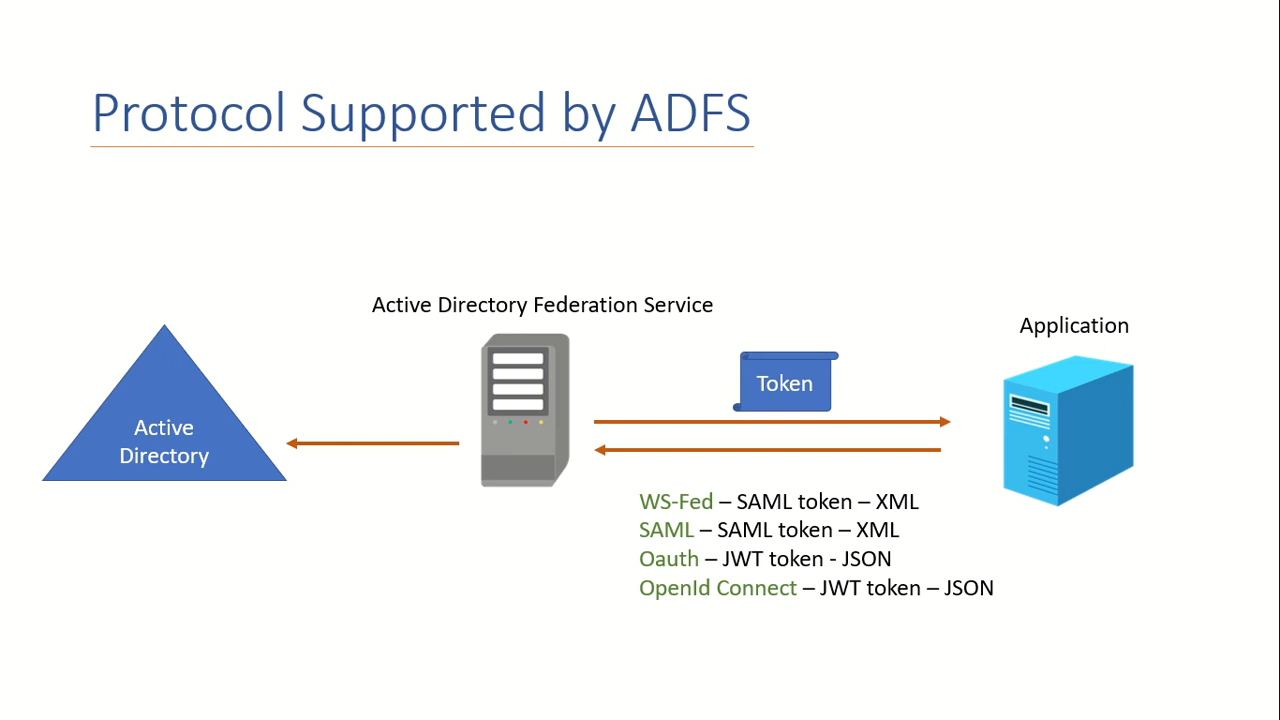 Protocol Supported by ADFS
Active Directory Federation Service
Application
Token
Active
Directory
WS-Fed – SAML token – XML
SAML – SAML token – XML
Oauth – JWT token - JSON
OpenId Connect – JWT token – JSON